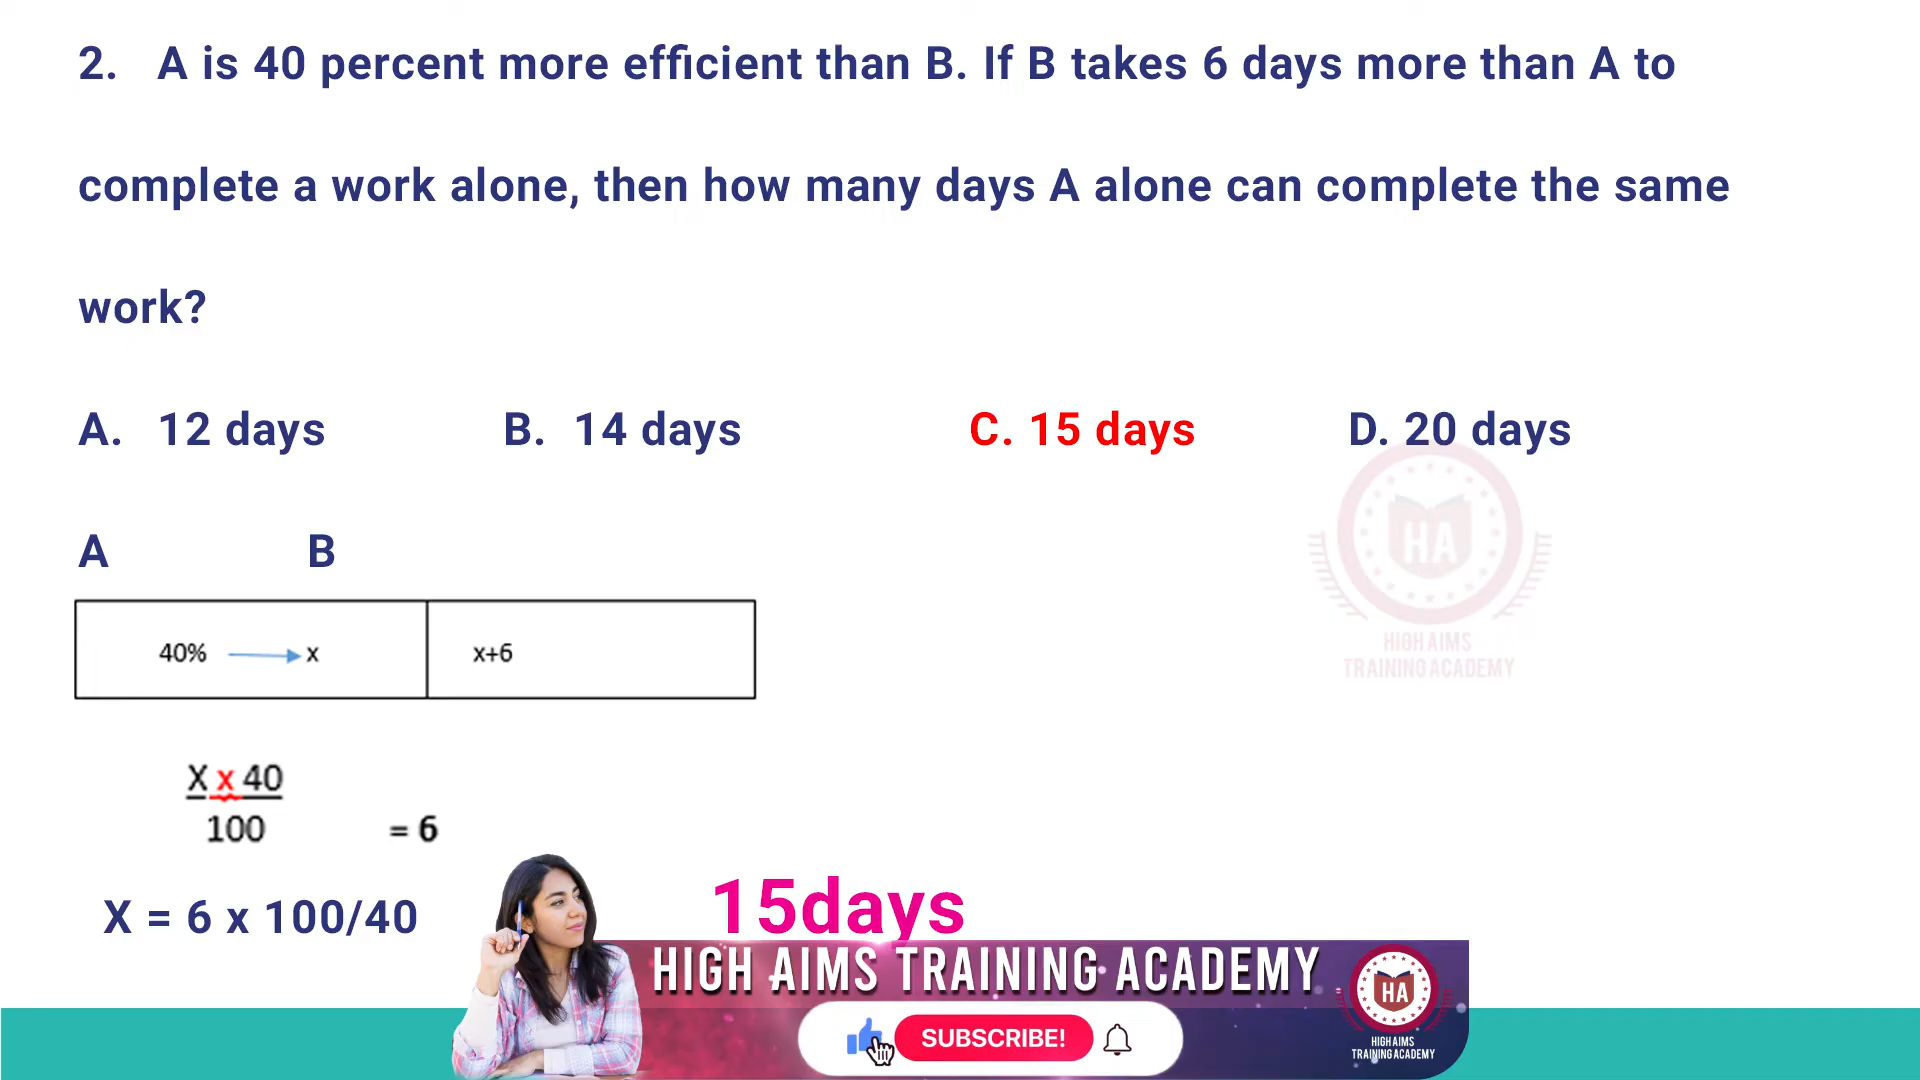 2. A is 40 percent more efficient than B. If B takes 6 days more than A to
complete a work alone, then how many days A alone can complete the same
work?
A. 12 days B. 14 days C. 15 days D. 20 days
A B
40% x x+6
HIGH AIMS
TRAINING ACADEMY
HA
X x 40
100 = 6
X = 6 x 100/40 15days
HIGH AIMS TRAINING ACADEMY
HA
SUBSCRIBE!
HIGH AIMS
TRAINING ACADEMY